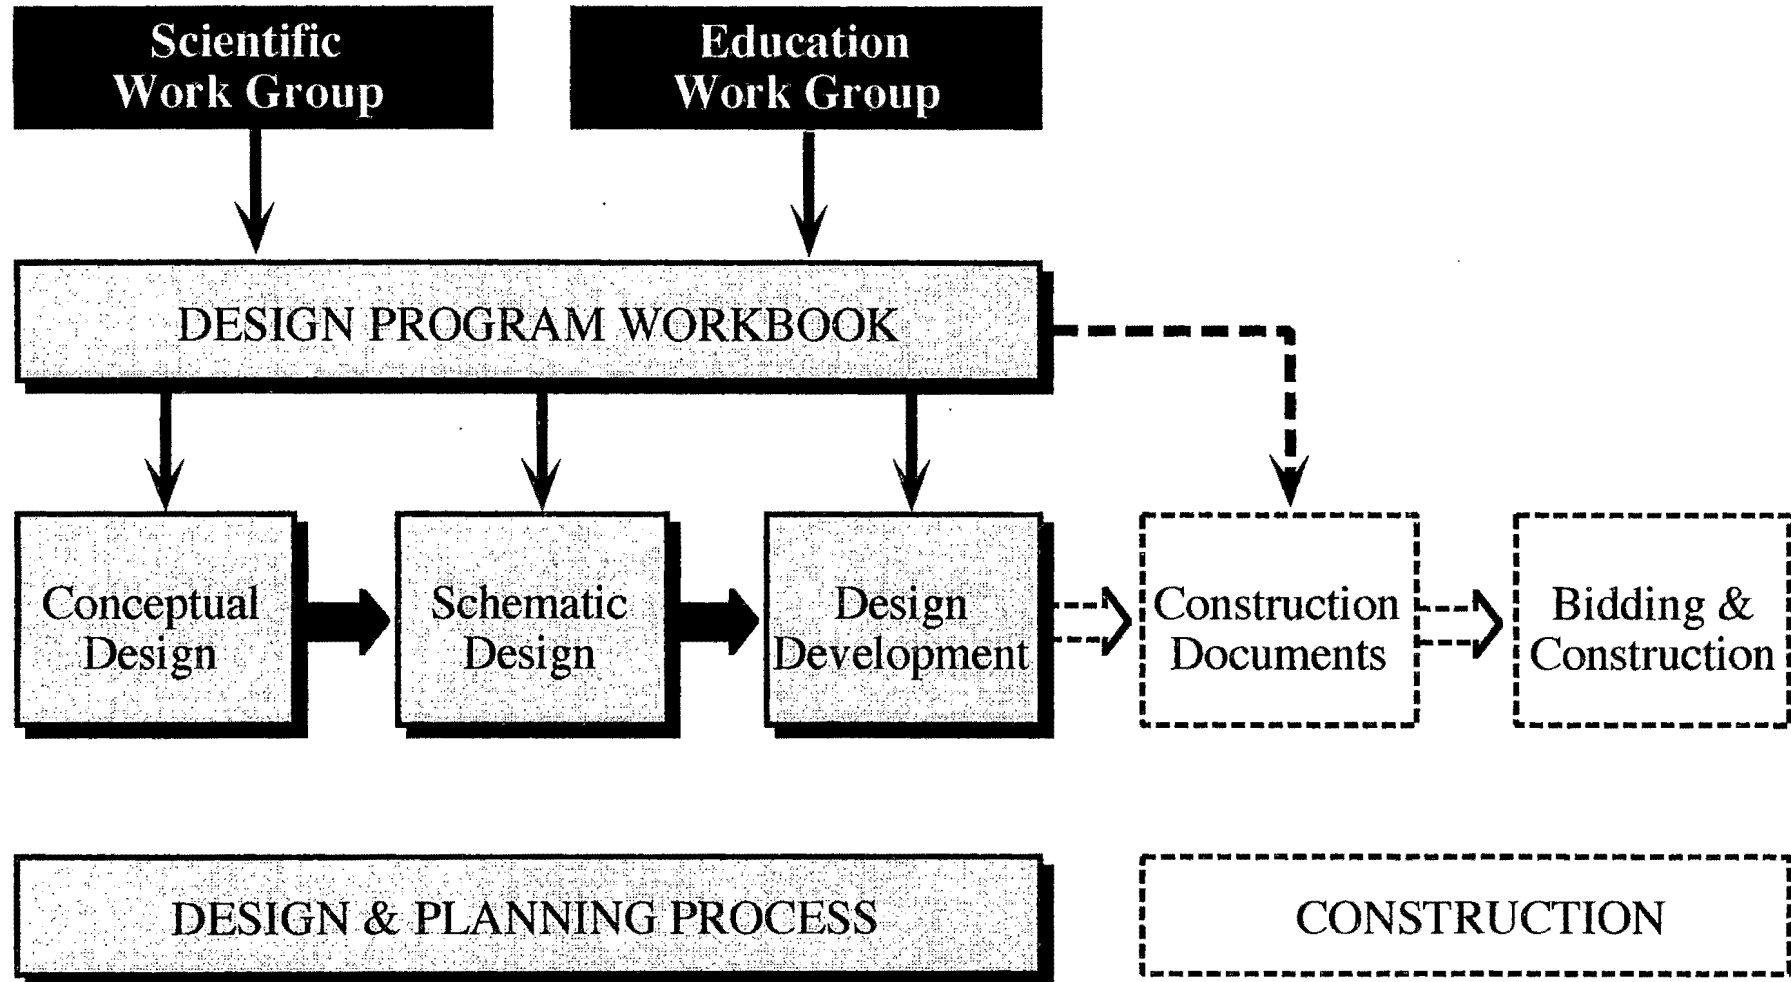 Scientific
Work Group
Education
Work Group
DESIGN PROGRAM WORKBOOK
Conceptual
Design
Schematic
Design
Design
Development
Construction
Documents
Bidding &
Construction
DESIGN & PLANNING PROCESS
CONSTRUCTION